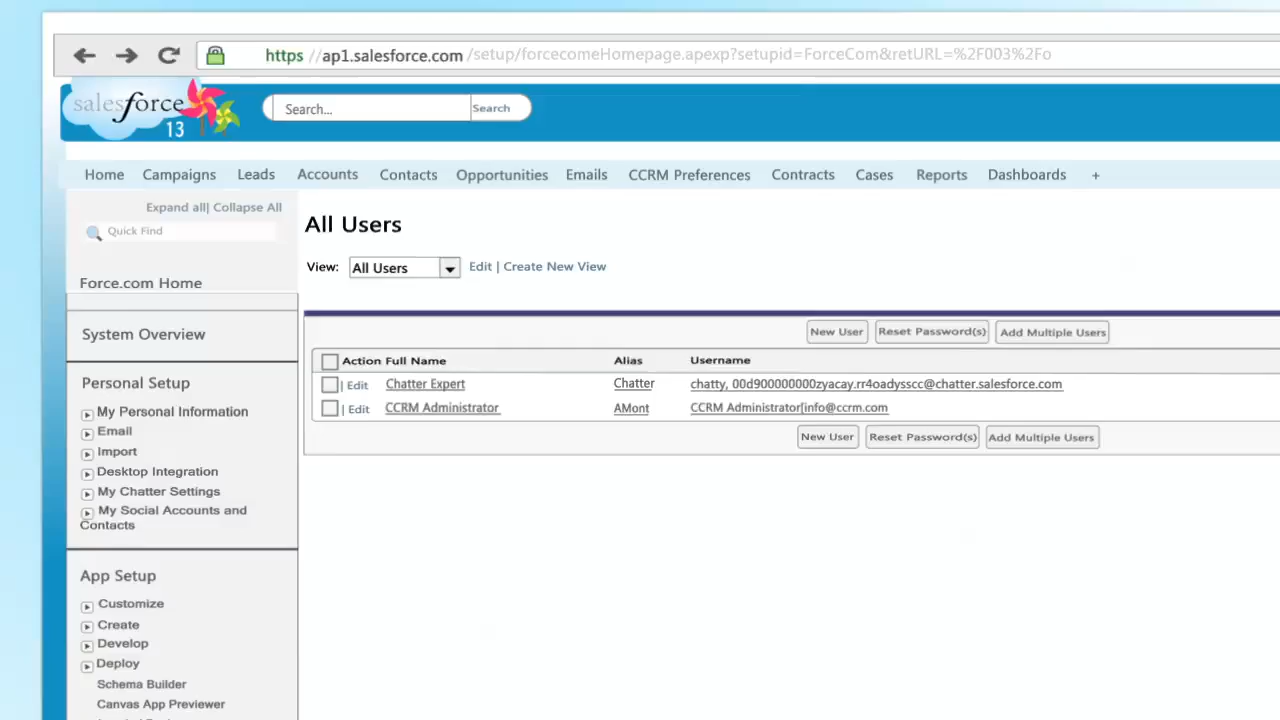 https //ap1.salesforce.com /setup/forcecomeHomepage.apexp?setupid=ForceCom&retURL=%2F003%2Fo
salesforce
13
Search... Search
Home Campaigns Leads Accounts Contacts Opportunities Emails CCRM Preferences Contracts Cases Reports Dashboards +
Expand all| Collapse All
Quick Find
Force.com Home
System Overview
Personal Setup
My Personal Information
Email
Import
Desktop Integration
My Chatter Settings
My Social Accounts and
Contacts
App Setup
Customize
Create
Develop
Deploy
Schema Builder
Canvas App Previewer
All Users
View: All Users Edit | Create New View
New User Reset Password(s) Add Multiple Users
Action Full Name Alias Username
| Edit Chatter Expert Chatter chatty, 00d900000000zyacay.rr4oadysscc@chatter.salesforce.com
| Edit CCRM Administrator AMont CCRM Administrator[info@ccrm.com
New User Reset Password(s) Add Multiple Users